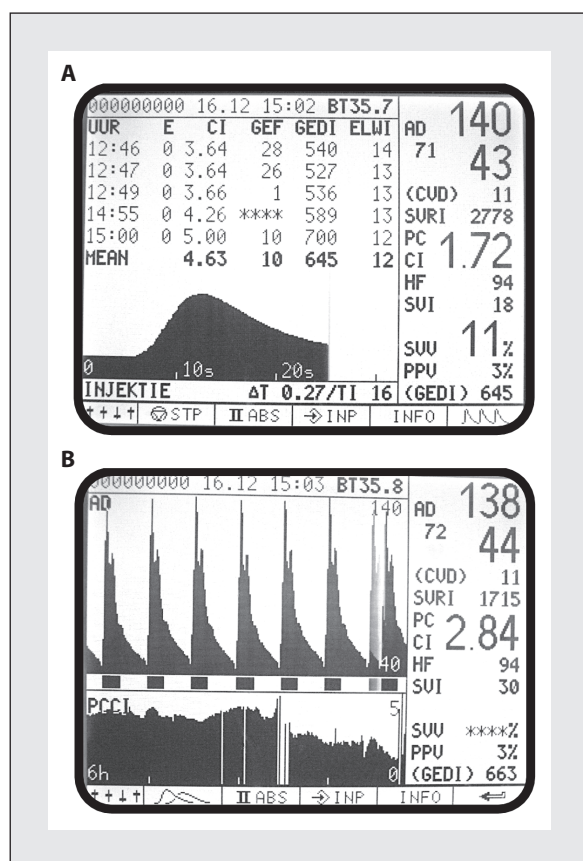 A
000000000 16.12 15:02 BT35.7
UUR E CI GEF GEDI ELWI
12:46 0 3.64 28 540 14
12:47 0 3.64 26 527 13
12:49 0 3.66 1 536 13
14:55 0 4.26 **** 589 13
15:00 0 5.00 10 700 12
MEAN 4.63 10 645 12
0 10s 20s
INJEKTIE ΔT 0.27/TI 16
STP II ABS INP INFO
AD 140
71 43
(CVD) 11
SVRI 2778
PC
CI 1.72
HF 94
SVI 18
SVV 11%
PPV 3%
(GEDI) 645
B
000000000 16.12 15:03 BT35.8
AD 140
40
PCCI 5
6h 0
II ABS INP INFO
AD 138
72 44
(CVD) 11
SVRI 1715
PC
CI 2.84
HF 94
SVI 30
SVV ****%
PPV 3%
(GEDI) 663